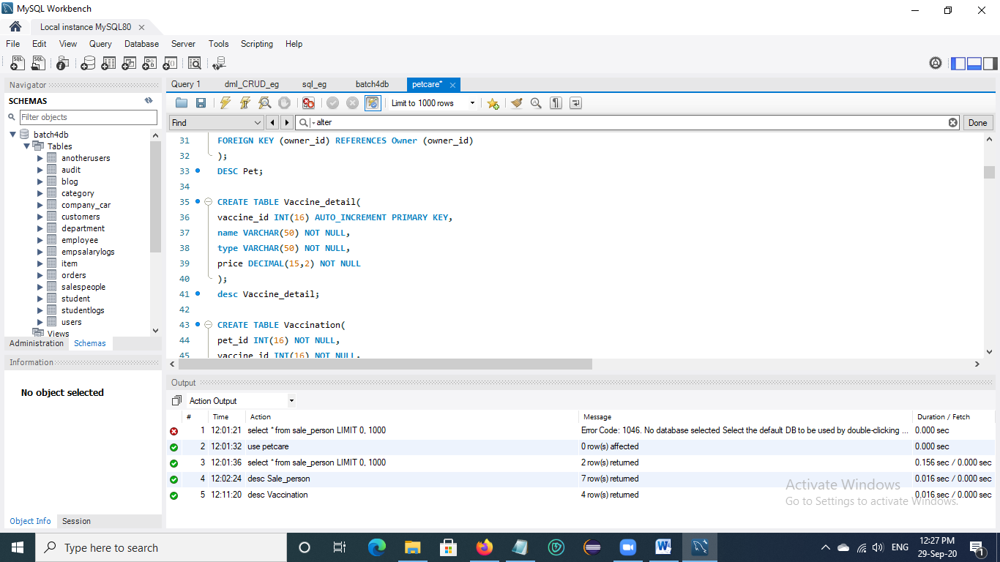 MySQL Workbench
Local instance MySQL80
File Edit View Query Database Server Tools Scripting Help
Navigator
SCHEMAS
Filter objects
batch4db
Tables
anotherusers
audit
blog
category
company_car
customers
department
employee
empsalarylogs
item
orders
salespeople
student
studentlogs
users
Views
Administration Schemas
Information
No object selected
Object Info Session
Query 1 dml_CRUD_eg sql_eg batch4db petcare*
Limit to 1000 rows
Find alter Done
31 FOREIGN KEY (owner_id) REFERENCES Owner (owner_id)
32 );
33 DESC Pet;
34
35 CREATE TABLE Vaccine_detail(
36 vaccine_id INT(16) AUTO_INCREMENT PRIMARY KEY,
37 name VARCHAR(50) NOT NULL,
38 type VARCHAR(50) NOT NULL,
39 price DECIMAL(15,2) NOT NULL
40 );
41 desc Vaccine_detail;
42
43 CREATE TABLE Vaccination(
44 pet_id INT(16) NOT NULL,
45 vaccine_id INT(16) NOT NULL,
Output
Action Output
# Time Action Message Duration / Fetch
1 12:01:21 select * from sale_person LIMIT 0, 1000 Error Code: 1046. No database selected Select the default DB to be used by double-clicking ... 0.000 sec
2 12:01:32 use petcare 0 row(s) affected 0.000 sec
3 12:01:36 select * from sale_person LIMIT 0, 1000 2 row(s) returned 0.156 sec / 0.000 sec
4 12:02:24 desc Sale_person 7 row(s) returned 0.016 sec / 0.000 sec
5 12:11:20 desc Vaccination 4 row(s) returned 0.016 sec / 0.000 sec
Activate Windows
Go to Settings to activate Windows.
Type here to search
ENG
12:27 PM
29-Sep-20
1